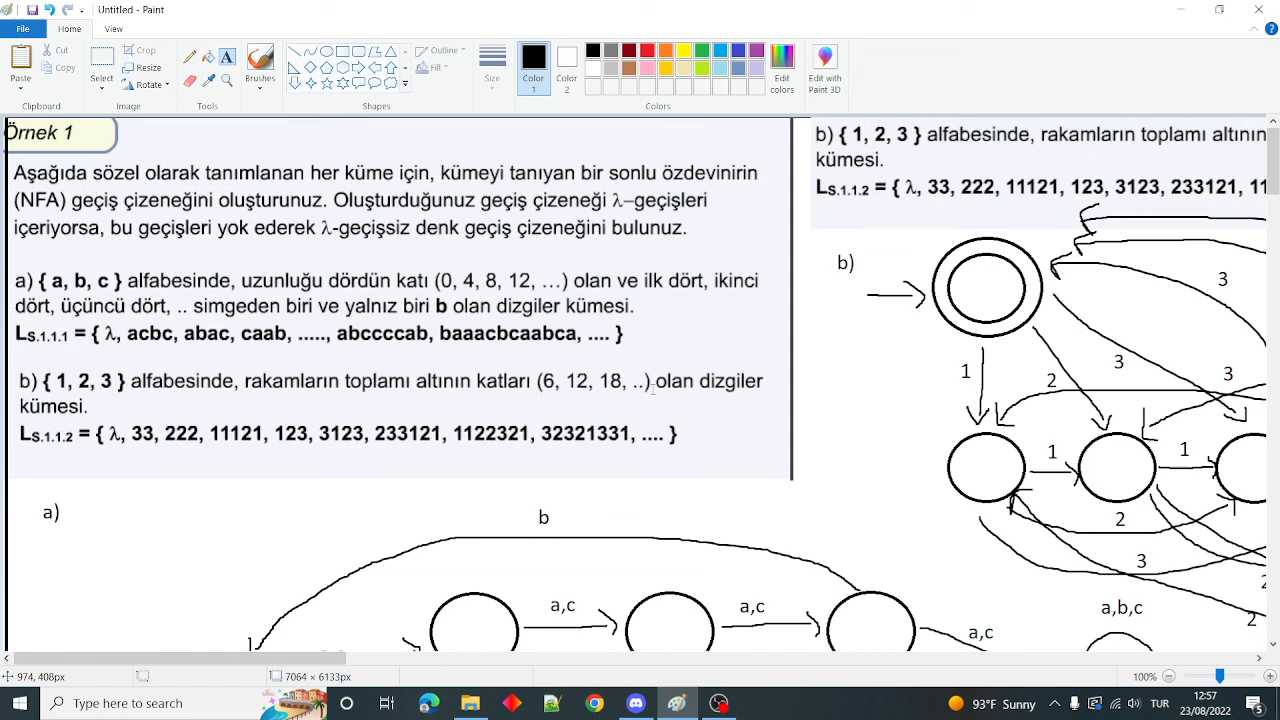 Untitled - Paint
File
Home
View
Paste
Cut
Copy
Clipboard
Select
Crop
Resize
Rotate
Image
A
Tools
Brushes
Outline
Fill
Shapes
Size
Color 1
Color 2
Edit colors
Colors
Edit with Paint 3D
Örnek 1
Aşağıda sözel olarak tanımlanan her küme için, kümeyi tanıyan bir sonlu özdevinirin
(NFA) geçiş çizeneğini oluşturunuz. Oluşturduğunuz geçiş çizeneği λ–geçişleri
içeriyorsa, bu geçişleri yok ederek λ-geçişsiz denk geçiş çizeneğini bulunuz.
a) { a, b, c } alfabesinde, uzunluğu dördün katı (0, 4, 8, 12, …) olan ve ilk dört, ikinci
dört, üçüncü dört, .. simgeden biri ve yalnız biri b olan dizgiler kümesi.
LS.1.1.1 = { λ, acbc, abac, caab, ....., abccccab, baaacbcaabca, .... }
b) { 1, 2, 3 } alfabesinde, rakamların toplamı altının katları (6, 12, 18, ..) olan dizgiler
kümesi.
LS.1.1.2 = { λ, 33, 222, 11121, 123, 3123, 233121, 1122321, 32321331, .... }
b) { 1, 2, 3 } alfabesinde, rakamların toplamı altının
kümesi.
LS.1.1.2 = { λ, 33, 222, 11121, 123, 3123, 233121, 11
b)
3
3
3
1
2
1
1
2
3
2
2
a)
b
a,c
a,c
a,c
a,b,c
974, 408px
7064 × 6133px
100%
Type here to search
93°F Sunny
TUR
12:57
23/08/2022
5